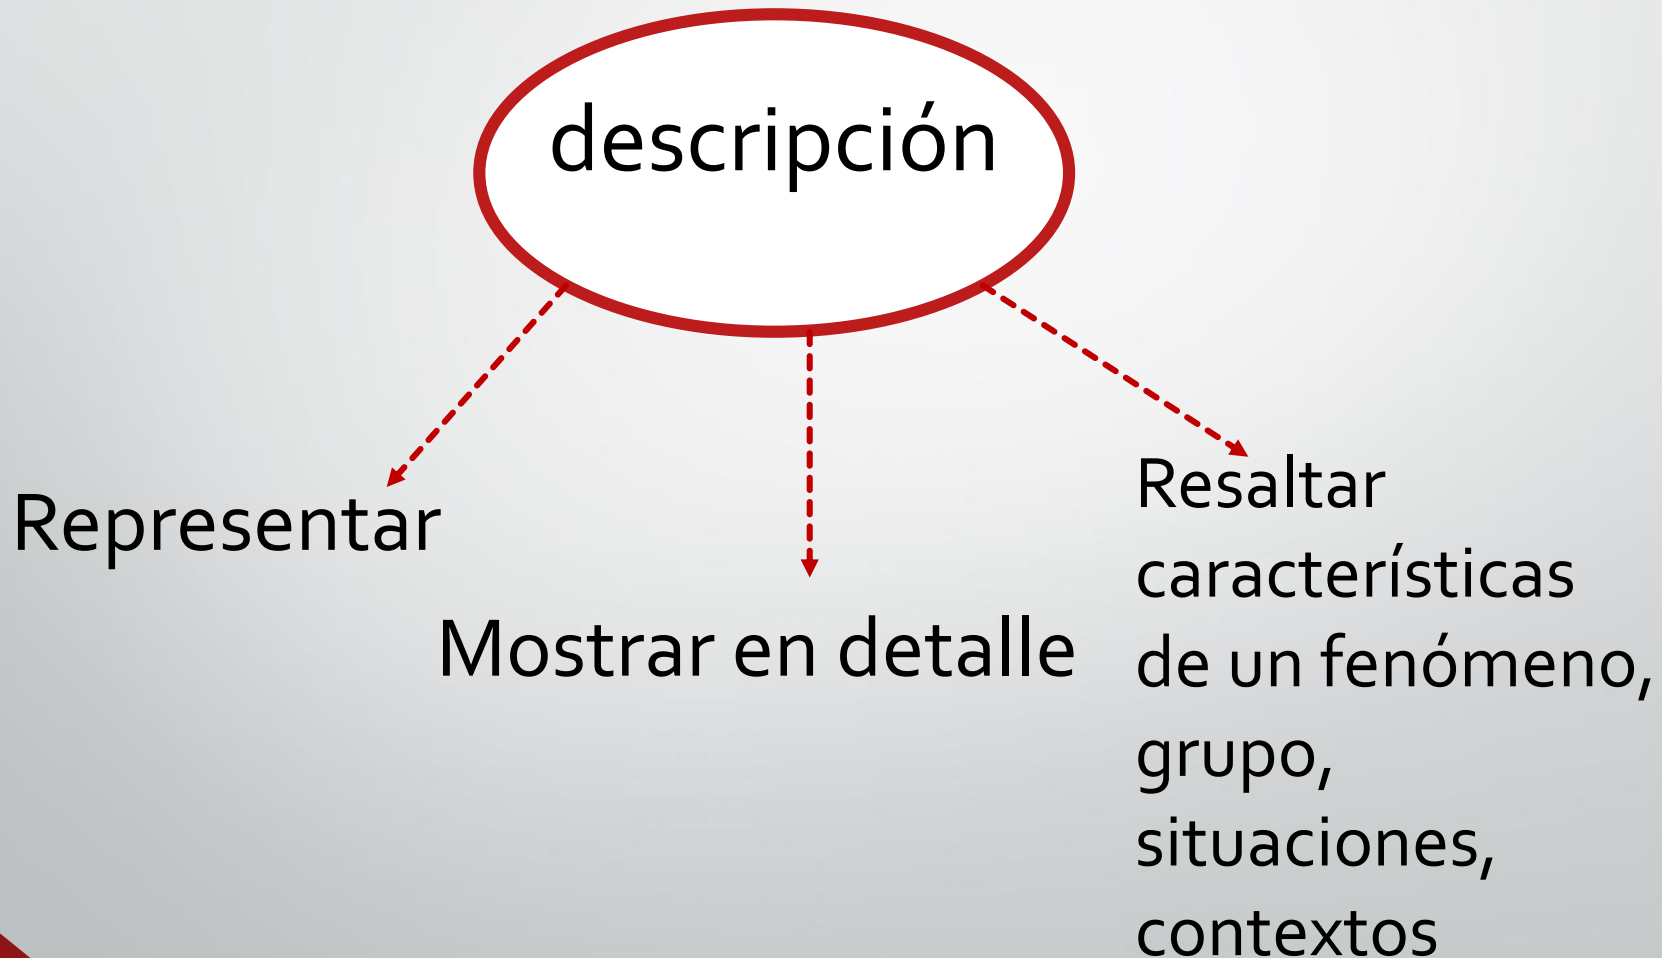 descripción
Representar
Mostrar en detalle
Resaltar
características
de un fenómeno,
grupo,
situaciones,
contextos